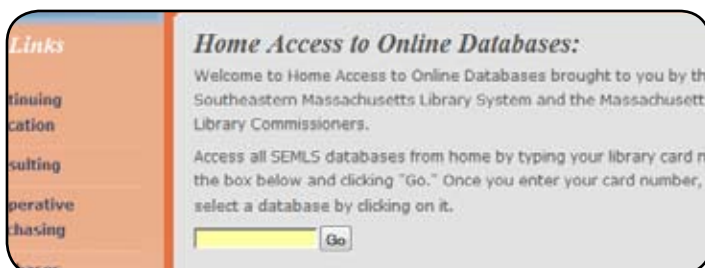 Links
tinuing
cation
sulting
perative
chasing
Home Access to Online Databases:
Welcome to Home Access to Online Databases brought to you by th
Southeastern Massachusetts Library System and the Massachusett
Library Commissioners.
Access all SEMLS databases from home by typing your library card n
the box below and clicking "Go." Once you enter your card number,
select a database by clicking on it.
Go